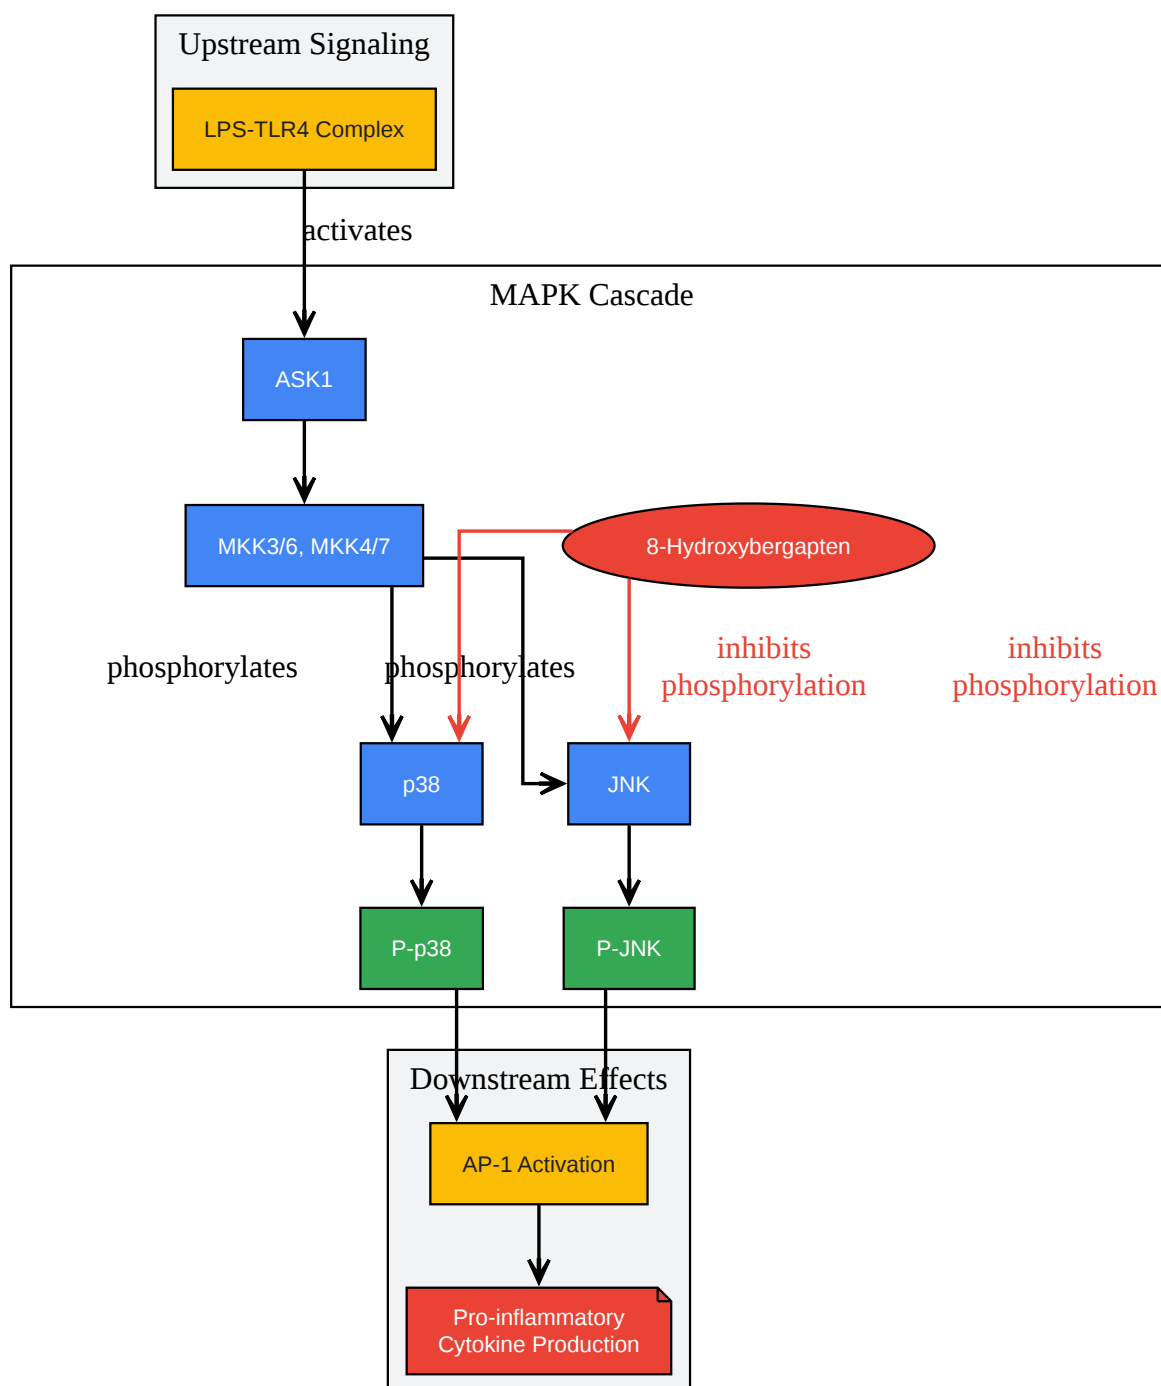 Upstream Signaling
LPS-TLR4 Complex
activates
MAPK Cascade
ASK1
MKK3/6, MKK4/7
8-Hydroxybergapten
phosphorylates
phosphorylates
inhibits
phosphorylation
inhibits
phosphorylation
p38
JNK
P-p38
P-JNK
Downstream Effects
AP-1 Activation
Pro-inflammatory
Cytokine Production